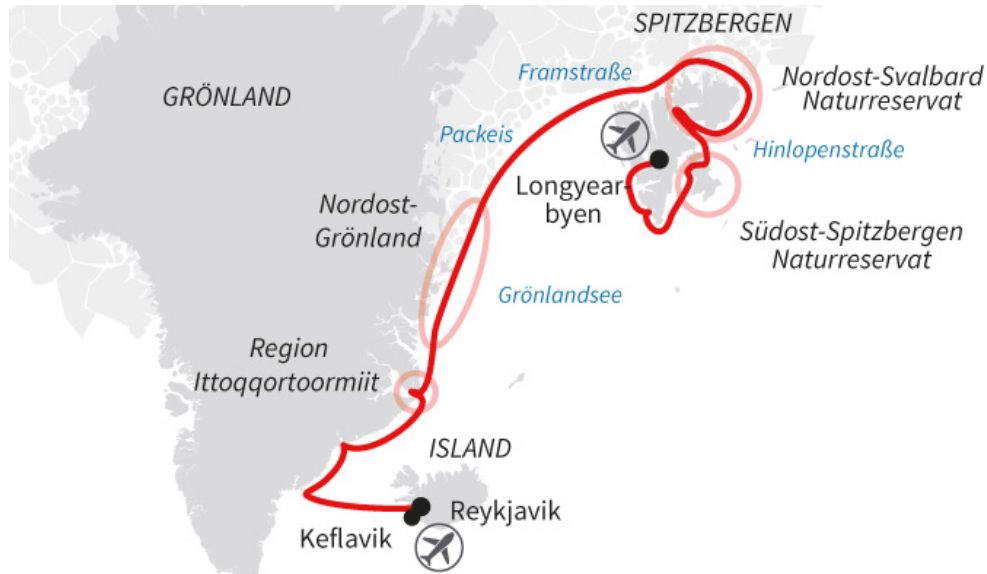 SPITZBERGEN
Framstraße
Nordost-Svalbard
Naturreservat
GRÖNLAND
Packeis
Hinlopenstraße
Longyear-
byen
Nordost-
Grönland
Südost-Spitzbergen
Naturreservat
Grönlandsee
Region
Ittoqqortoormiit
ISLAND
Reykjavik
Keflavik